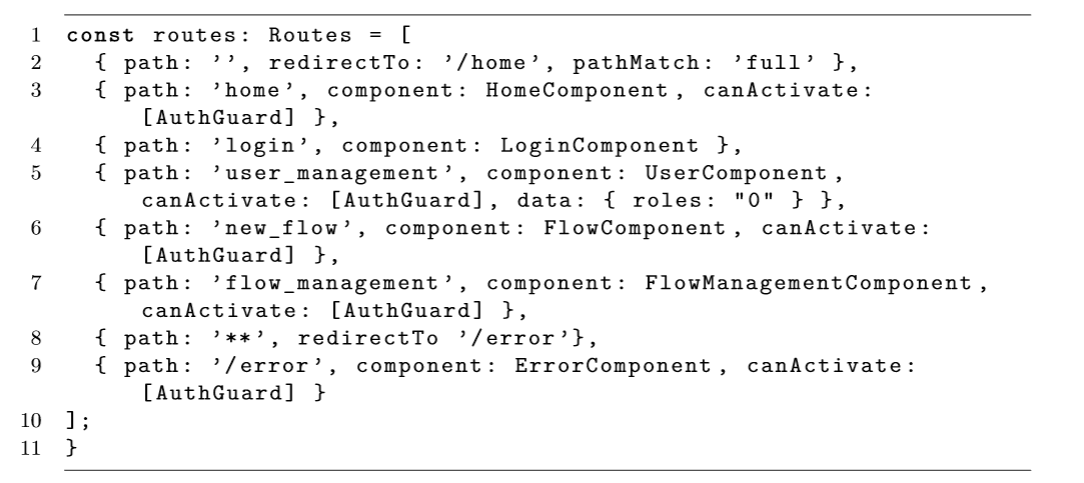 1 const routes: Routes = [
2 { path: '', redirectTo: '/home', pathMatch: 'full' },
3 { path: 'home', component: HomeComponent, canActivate:
[AuthGuard] },
4 { path: 'login', component: LoginComponent },
5 { path: 'user_management', component: UserComponent,
canActivate: [AuthGuard], data: { roles: "0" } },
6 { path: 'new_flow', component: FlowComponent, canActivate:
[AuthGuard] },
7 { path: 'flow_management', component: FlowManagementComponent,
canActivate: [AuthGuard] },
8 { path: '**', redirectTo '/error'},
9 { path: '/error', component: ErrorComponent, canActivate:
[AuthGuard] }
10 ];
11 }